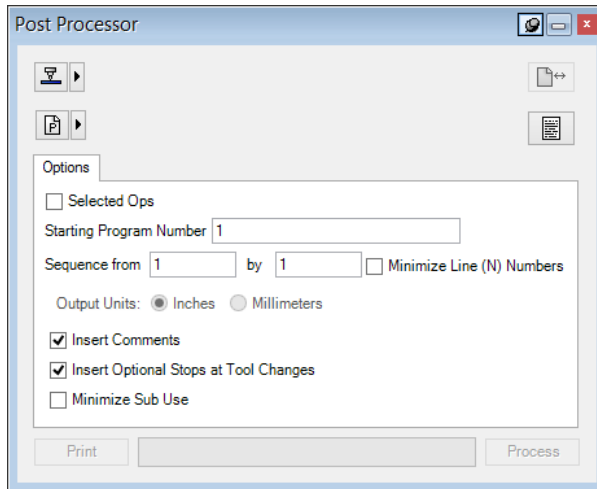 Post Processor
x
P
Options
Selected Ops
Starting Program Number 1
Sequence from 1 by 1 Minimize Line (N) Numbers
Output Units: Inches Millimeters
Insert Comments
Insert Optional Stops at Tool Changes
Minimize Sub Use
Print Process